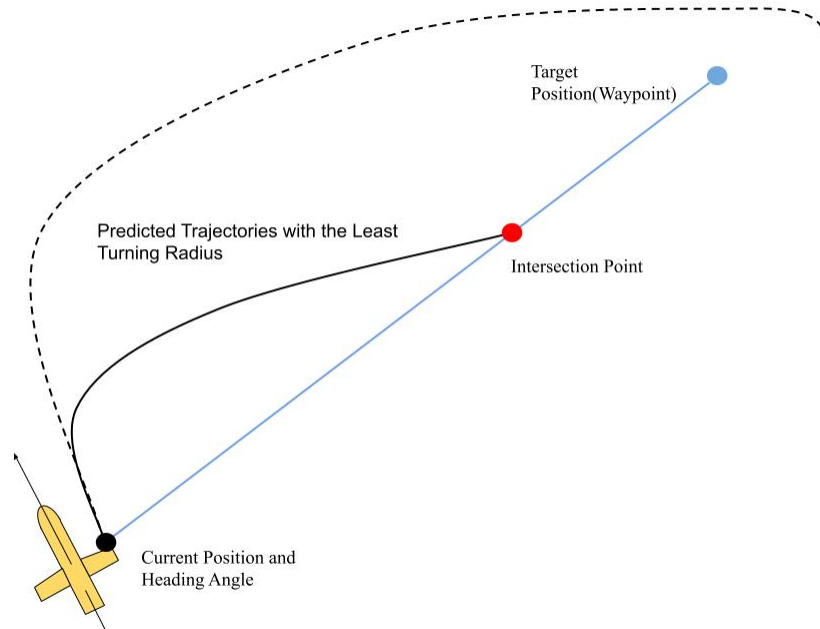 Target
Position(Waypoint)
Predicted Trajectories with the Least
Turning Radius
Intersection Point
Current Position and
Heading Angle